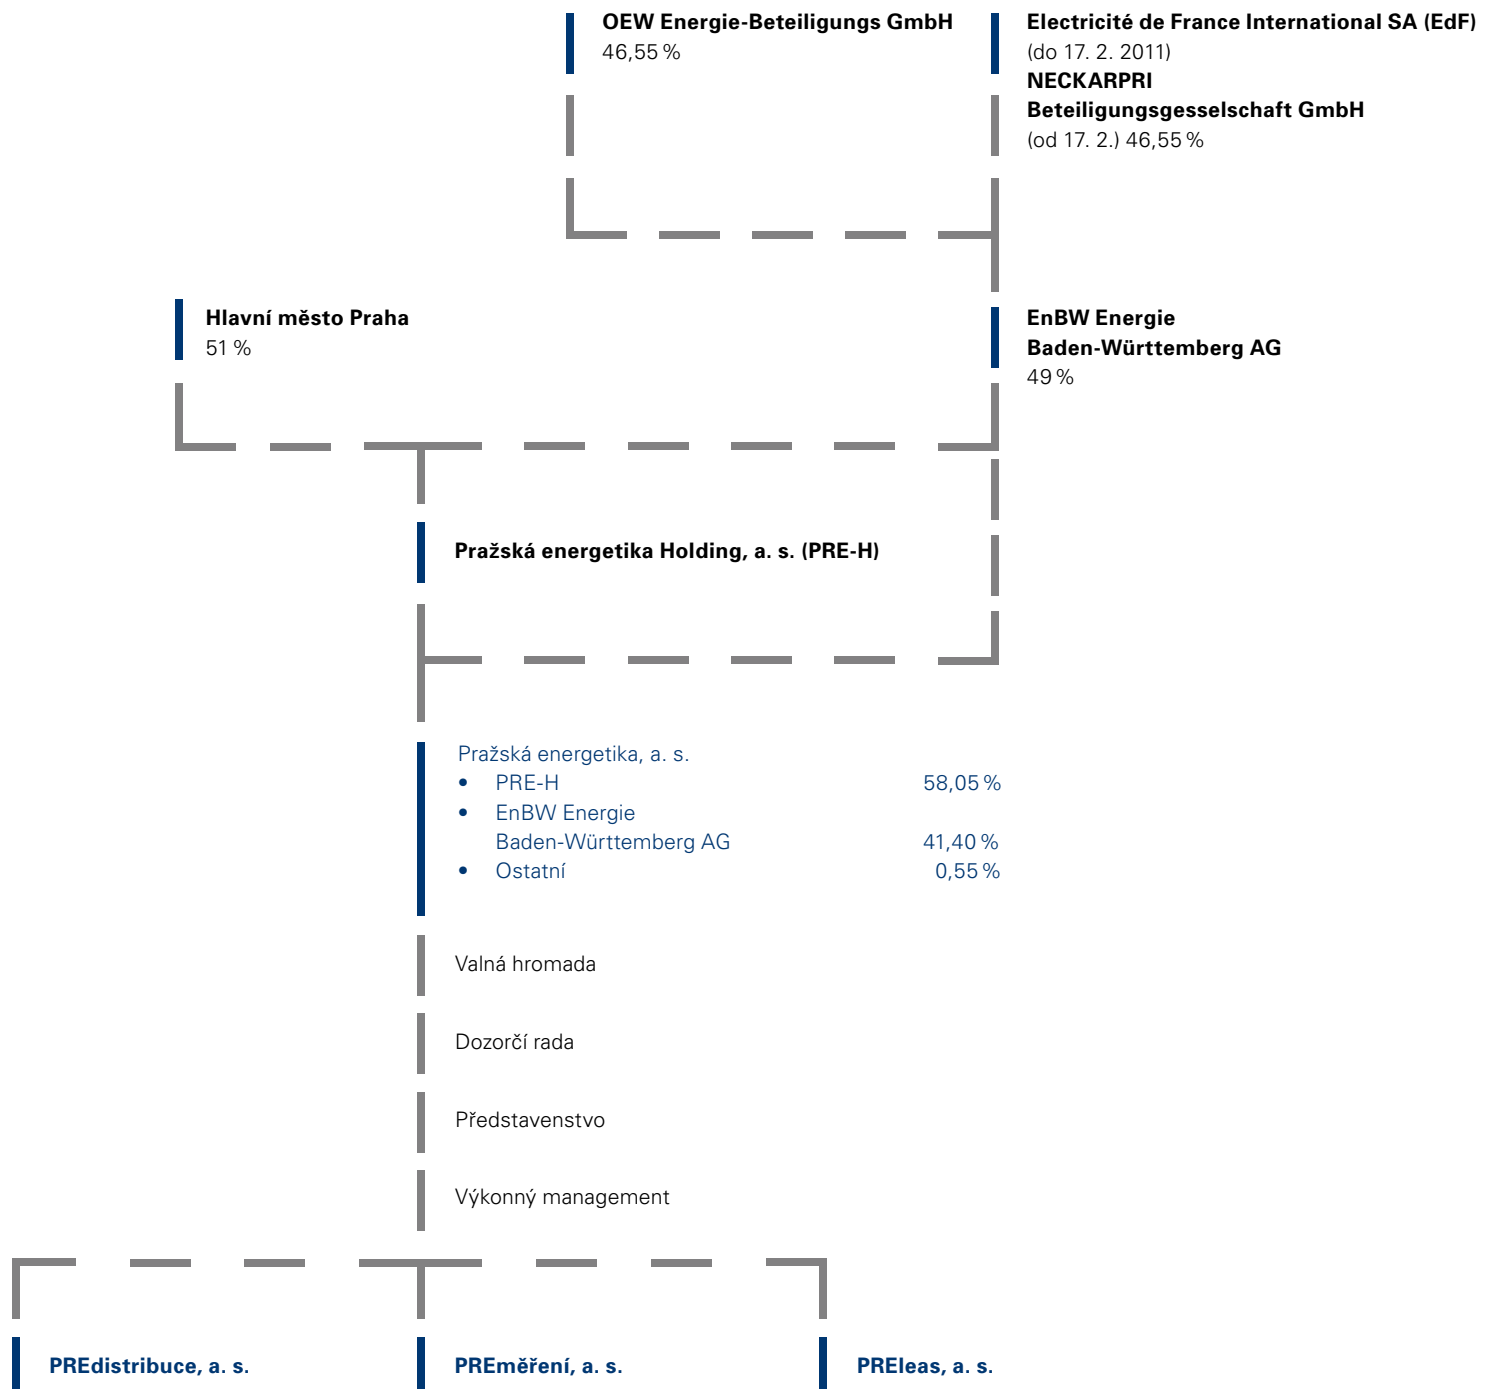 OEW Energie-Beteiligungs GmbH
46,55 %
Electricité de France International SA (EdF)
(do 17. 2. 2011)
NECKARPRI
Beteiligungsgesselschaft GmbH
(od 17. 2.) 46,55 %
Hlavní město Praha
51 %
EnBW Energie
Baden-Württemberg AG
49 %
Pražská energetika Holding, a. s. (PRE-H)
Pražská energetika, a. s.
• PRE-H 58,05 %
• EnBW Energie
Baden-Württemberg AG 41,40 %
• Ostatní 0,55 %
Valná hromada
Dozorčí rada
Představenstvo
Výkonný management
PREdistribuce, a. s.
PREměření, a. s.
PREleas, a. s.